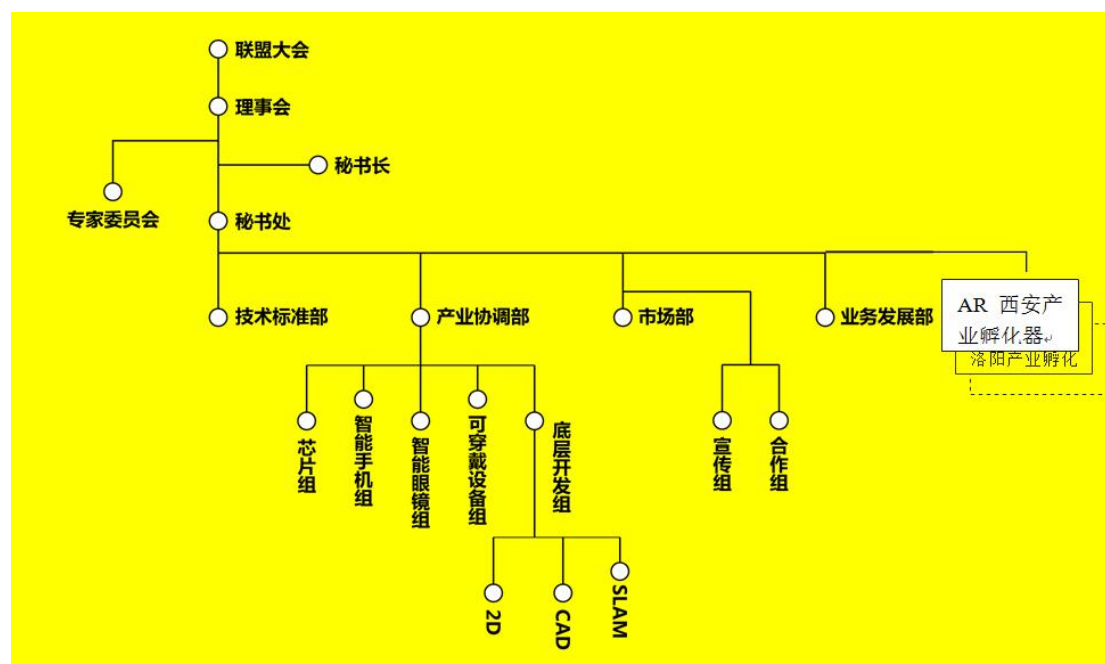 联盟大会
理事会
秘书长
专家委员会
秘书处
技术标准部
产业协调部
市场部
业务发展部
AR 西安产
业孵化器
洛阳产业孵化
芯片组
智能手机组
智能眼镜组
可穿戴设备组
底层开发组
宣传组
合作组
2D
CAD
SLAM